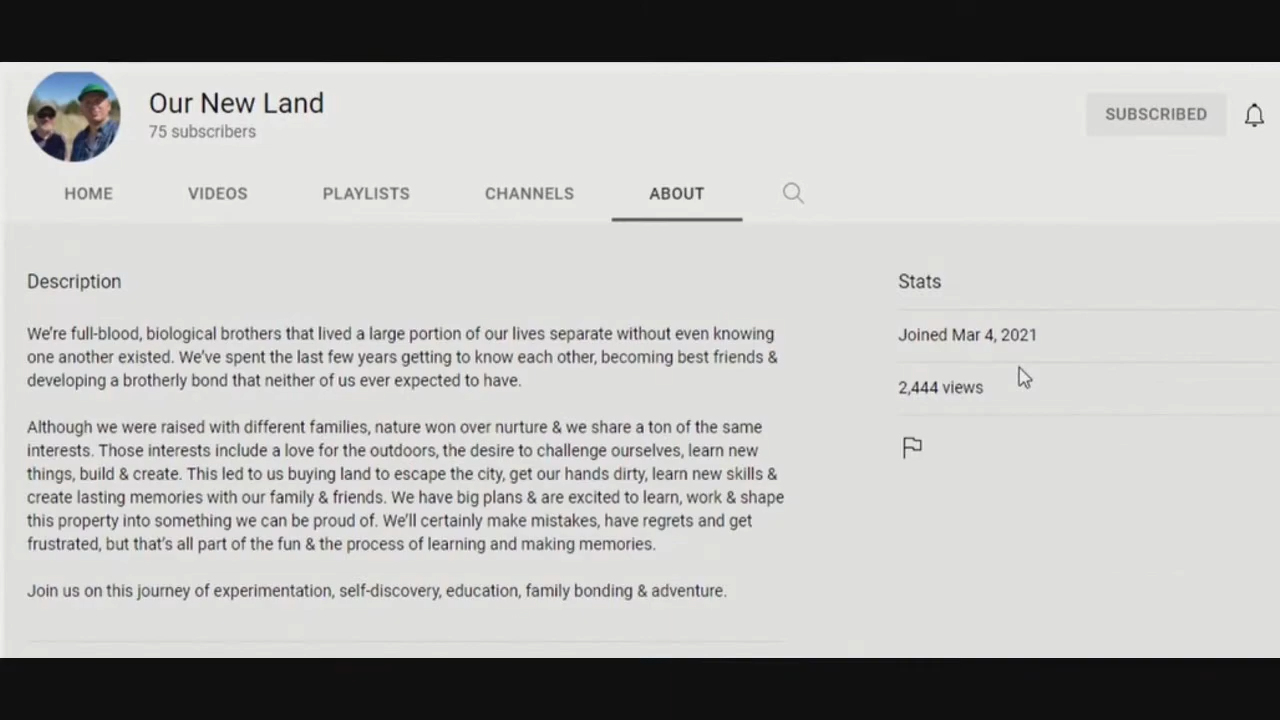 Our New Land
75 subscribers
SUBSCRIBED
HOME VIDEOS PLAYLISTS CHANNELS ABOUT
Description
We're full-blood, biological brothers that lived a large portion of our lives separate without even knowing
one another existed. We've spent the last few years getting to know each other, becoming best friends &
developing a brotherly bond that neither of us ever expected to have.
Although we were raised with different families, nature won over nurture & we share a ton of the same
interests. Those interests include a love for the outdoors, the desire to challenge ourselves, learn new
things, build & create. This led to us buying land to escape the city, get our hands dirty, learn new skills &
create lasting memories with our family & friends. We have big plans & are excited to learn, work & shape
this property into something we can be proud of. We'll certainly make mistakes, have regrets and get
frustrated, but that's all part of the fun & the process of learning and making memories.
Join us on this journey of experimentation, self-discovery, education, family bonding & adventure.
Stats
Joined Mar 4, 2021
2,444 views